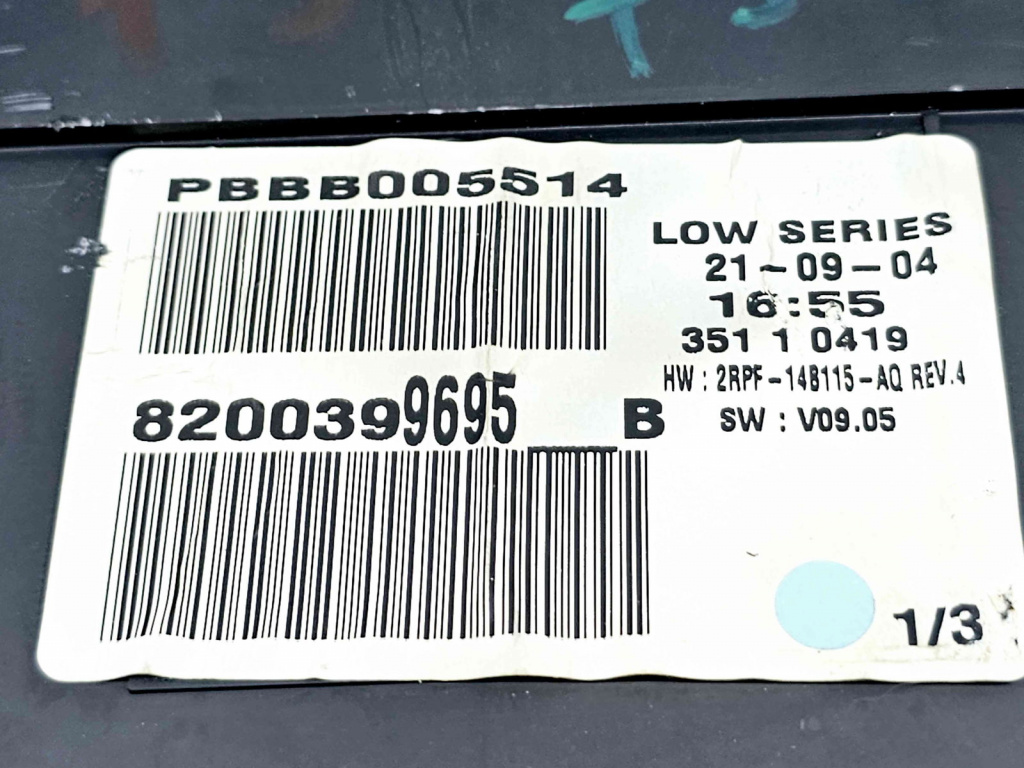 PBBB005514
LOW SERIES
21-09-04
16:55
351 1 0419
HW : 2RPF-14B115-AQ REV.4
SW : V09.05
8200399695__B
1/3